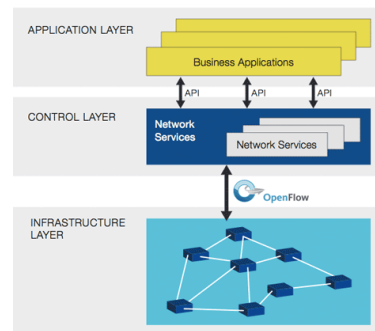 APPLICATION LAYER
Business Applications
API
API
API
CONTROL LAYER
Network
Services
Network Services
OpenFlow
INFRASTRUCTURE
LAYER